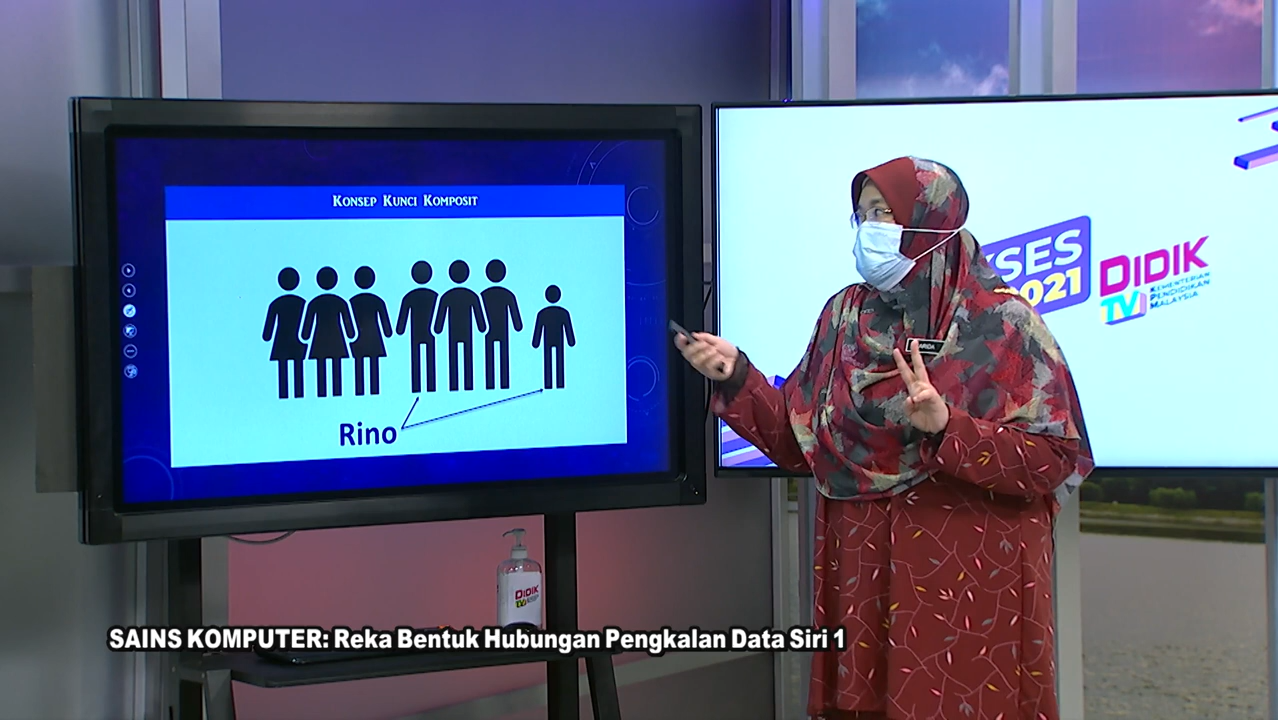 KONSEP KUNCI KOMPOSIT
Rino
SES
2021
DIDIK
TV
KEMENTERIAN
PENDIDIKAN
MALAYSIA
DIDIK
TV
SAINS KOMPUTER: Reka Bentuk Hubungan Pengkalan Data Siri 1